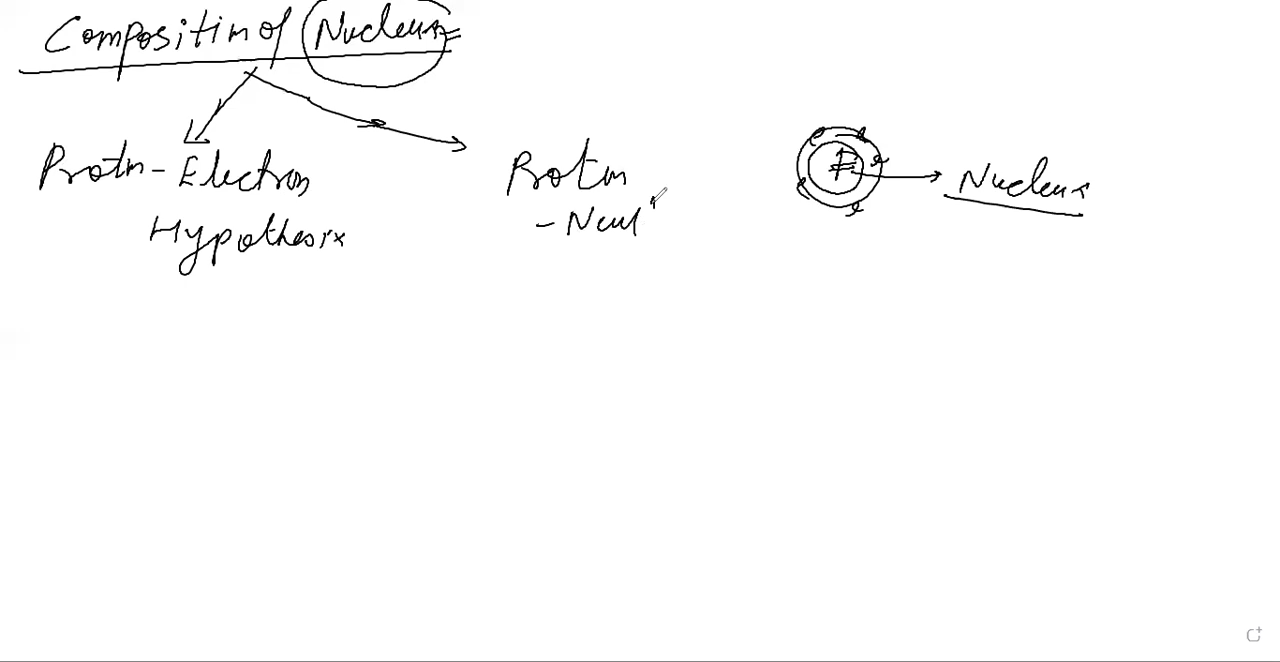 Composition of Nucleus
Proton - Electron
Hypothesis
Proton
- Neut
Nucleus